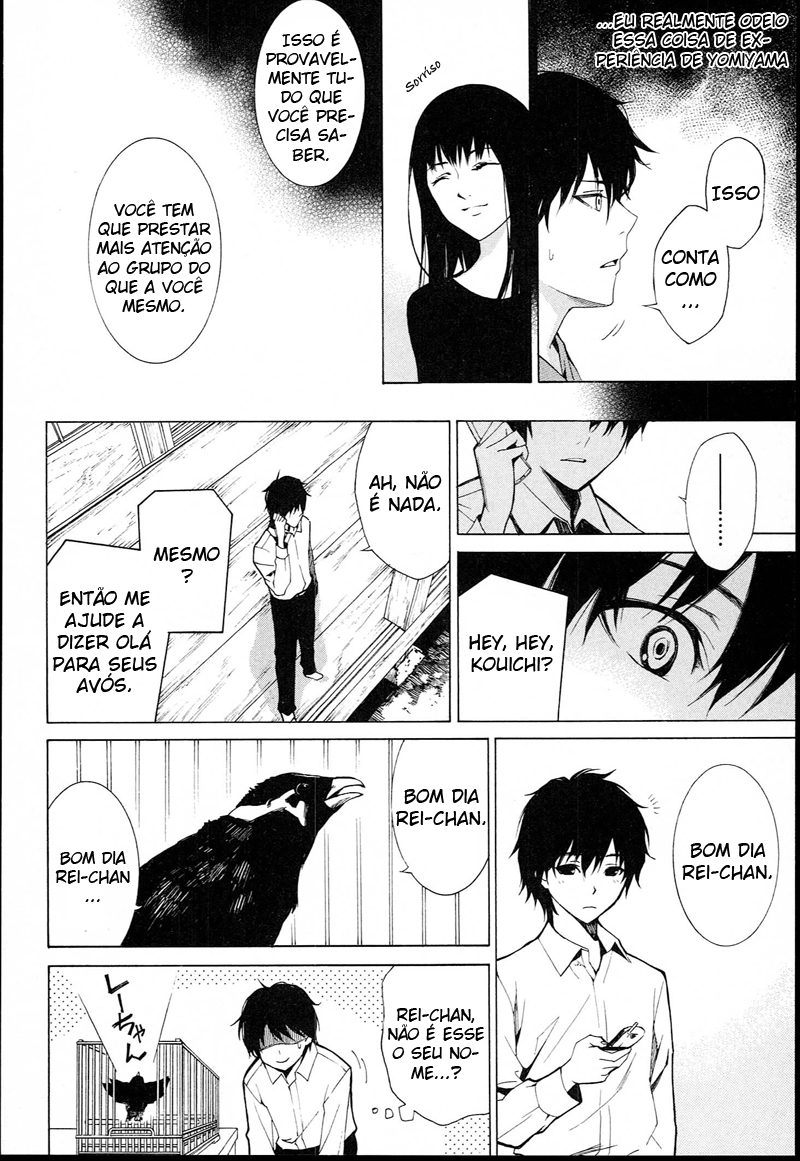 ...EU REALMENTE ODEIO
ESSA COISA DE EX-
PERIÊNCIA DE YOMIYAMA
ISSO
CONTA
COMO
...
Sorriso
ISSO É
PROVAVEL-
MENTE TU-
DO QUE
VOCÊ PRE-
CISA SA-
BER.
VOCÊ TEM
QUE PRESTAR
MAIS ATENÇÃO
AO GRUPO DO
QUE A VOCÊ
MESMO.
HEY, HEY,
KOUICHI?
AH, NÃO
É NADA.
MESMO
?
ENTÃO ME
AJUDE A
DIZER OLÁ
PARA SEUS
AVÓS.
BOM DIA
REI-CHAN.
BOM DIA
REI-CHAN.
BOM DIA
REI-CHAN
...
REI-CHAN,
NÃO É ESSE
O SEU NO-
ME...?
しーちゃん